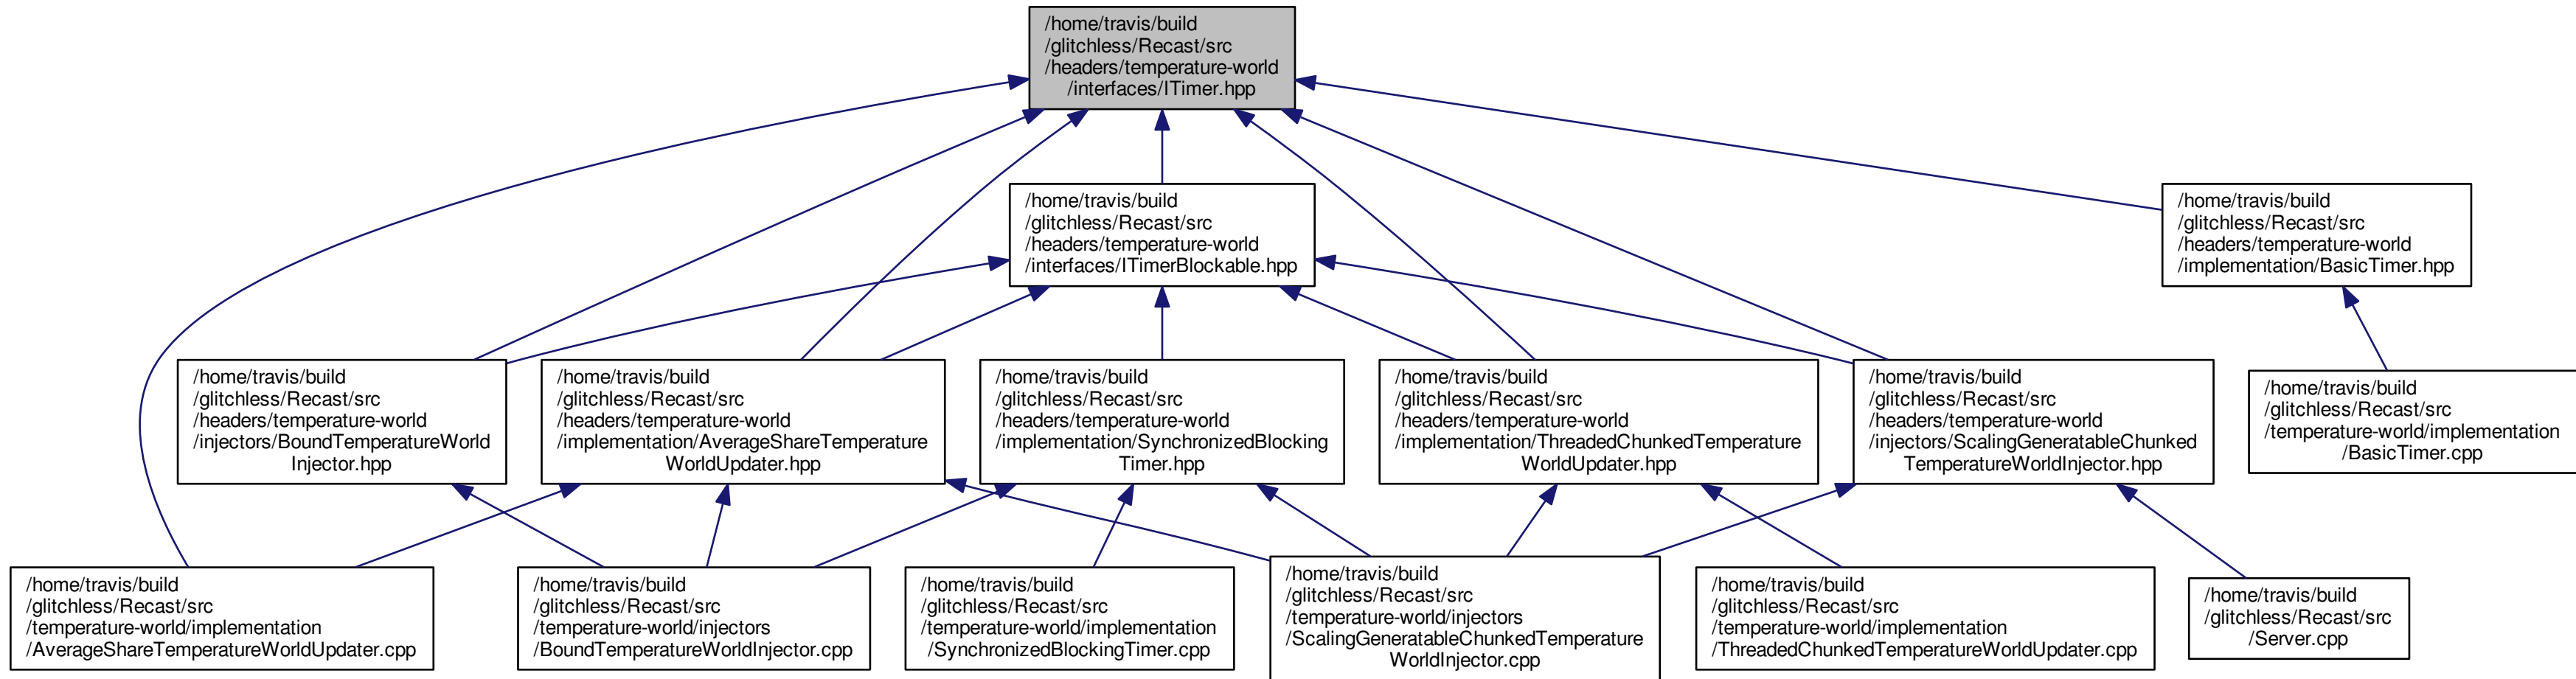 /home/travis/build
/glitchless/Recast/src
/headers/temperature-world
/interfaces/ITimer.hpp
/home/travis/build
/glitchless/Recast/src
/headers/temperature-world
/interfaces/ITimerBlockable.hpp
/home/travis/build
/glitchless/Recast/src
/headers/temperature-world
/implementation/BasicTimer.hpp
/home/travis/build
/glitchless/Recast/src
/headers/temperature-world
/injectors/BoundTemperatureWorld
Injector.hpp
/home/travis/build
/glitchless/Recast/src
/headers/temperature-world
/implementation/AverageShareTemperature
WorldUpdater.hpp
/home/travis/build
/glitchless/Recast/src
/headers/temperature-world
/implementation/SynchronizedBlocking
Timer.hpp
/home/travis/build
/glitchless/Recast/src
/headers/temperature-world
/implementation/ThreadedChunkedTemperature
WorldUpdater.hpp
/home/travis/build
/glitchless/Recast/src
/headers/temperature-world
/injectors/ScalingGeneratableChunked
TemperatureWorldInjector.hpp
/home/travis/build
/glitchless/Recast/src
/temperature-world/implementation
/BasicTimer.cpp
/home/travis/build
/glitchless/Recast/src
/temperature-world/implementation
/AverageShareTemperatureWorldUpdater.cpp
/home/travis/build
/glitchless/Recast/src
/temperature-world/injectors
/BoundTemperatureWorldInjector.cpp
/home/travis/build
/glitchless/Recast/src
/temperature-world/implementation
/SynchronizedBlockingTimer.cpp
/home/travis/build
/glitchless/Recast/src
/temperature-world/injectors
/ScalingGeneratableChunkedTemperature
WorldInjector.cpp
/home/travis/build
/glitchless/Recast/src
/temperature-world/implementation
/ThreadedChunkedTemperatureWorldUpdater.cpp
/home/travis/build
/glitchless/Recast/src
/Server.cpp